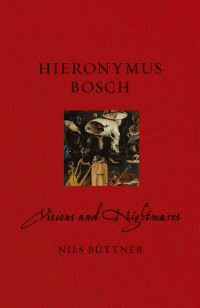 HIERONYMUS
BOSCH
Visions and Nightmares
NILS BÜTTNER